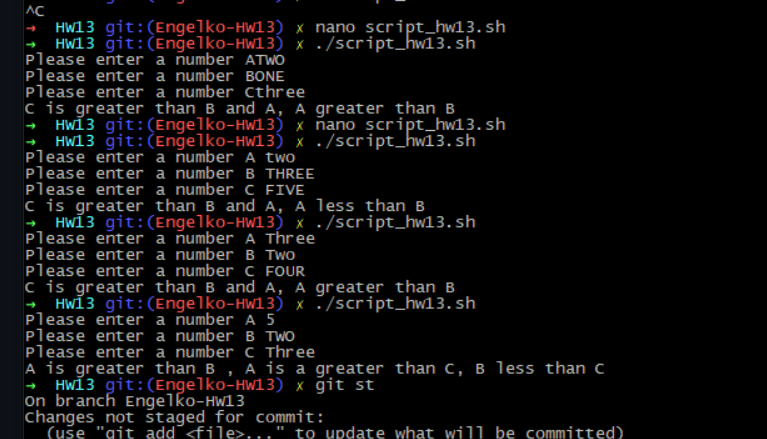 ^C
→ HW13 git:(Engelko-HW13) ✗ nano script_hw13.sh
→ HW13 git:(Engelko-HW13) ✗ ./script_hw13.sh
Please enter a number ATWO
Please enter a number BONE
Please enter a number Cthree
C is greater than B and A, A greater than B
→ HW13 git:(Engelko-HW13) ✗ nano script_hw13.sh
→ HW13 git:(Engelko-HW13) ✗ ./script_hw13.sh
Please enter a number A two
Please enter a number B THREE
Please enter a number C FIVE
C is greater than B and A, A less than B
→ HW13 git:(Engelko-HW13) ✗ ./script_hw13.sh
Please enter a number A Three
Please enter a number B Two
Please enter a number C FOUR
C is greater than B and A, A greater than B
→ HW13 git:(Engelko-HW13) ✗ ./script_hw13.sh
Please enter a number A 5
Please enter a number B TWO
Please enter a number C Three
A is greater than B , A is a greater than C, B less than C
→ HW13 git:(Engelko-HW13) ✗ git st
On branch Engelko-HW13
Changes not staged for commit:
(use "git add <file>..." to update what will be committed)